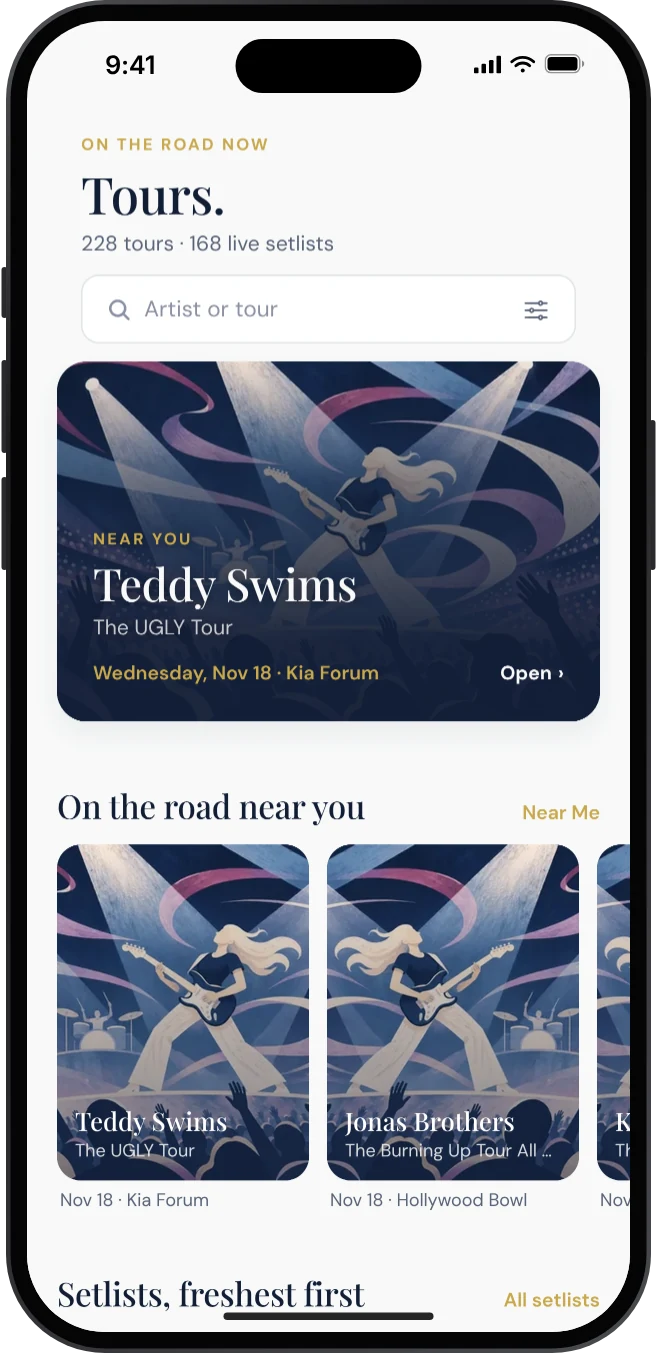 9:41
ON THE ROAD NOW
Tours.
228 tours · 168 live setlists
Artist or tour
NEAR YOU
Teddy Swims
The UGLY Tour
Wednesday, Nov 18 · Kia Forum
Open ›
On the road near you
Near Me
Teddy Swims
The UGLY Tour
Nov 18 · Kia Forum
Jonas Brothers
The Burning Up Tour All ...
Nov 18 · Hollywood Bowl
K
Th
Nov
Setlists, freshest first
All setlists